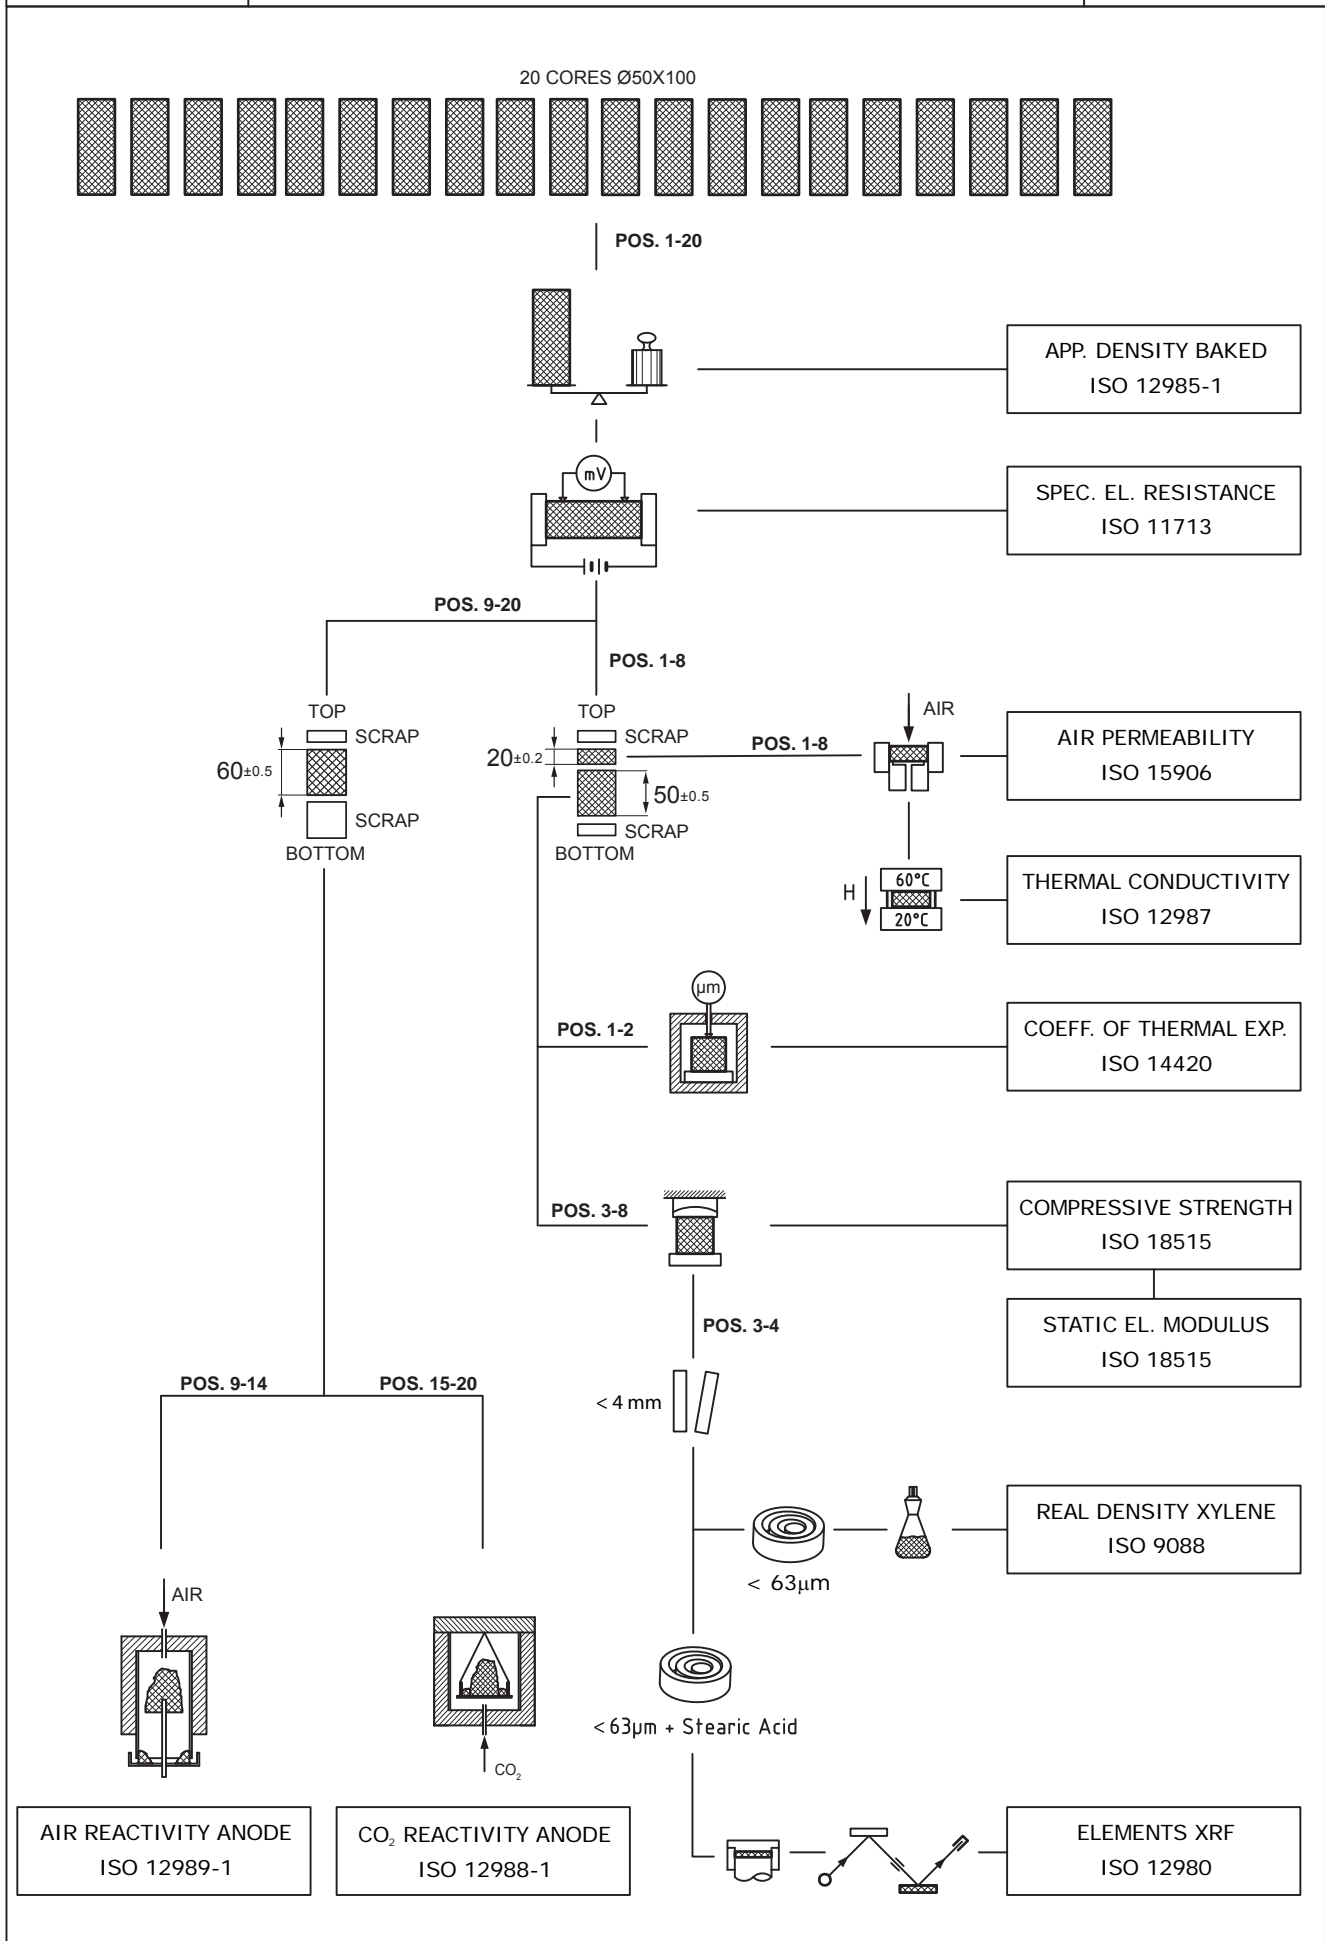 20 CORES Ø50X100
POS. 1-20
APP. DENSITY BAKED
ISO 12985-1
mV
SPEC. EL. RESISTANCE
ISO 11713
POS. 9-20
POS. 1-8
TOP
SCRAP
60±0.5
SCRAP
BOTTOM
TOP
SCRAP
20±0.2
50±0.5
SCRAP
BOTTOM
POS. 1-8
AIR
AIR PERMEABILITY
ISO 15906
H
60°C
20°C
THERMAL CONDUCTIVITY
ISO 12987
µm
POS. 1-2
COEFF. OF THERMAL EXP.
ISO 14420
POS. 3-8
COMPRESSIVE STRENGTH
ISO 18515
STATIC EL. MODULUS
ISO 18515
POS. 3-4
< 4 mm
POS. 9-14
POS. 15-20
REAL DENSITY XYLENE
ISO 9088
< 63µm
AIR
CO₂
<63µm + Stearic Acid
AIR REACTIVITY ANODE
ISO 12989-1
CO₂ REACTIVITY ANODE
ISO 12988-1
ELEMENTS XRF
ISO 12980